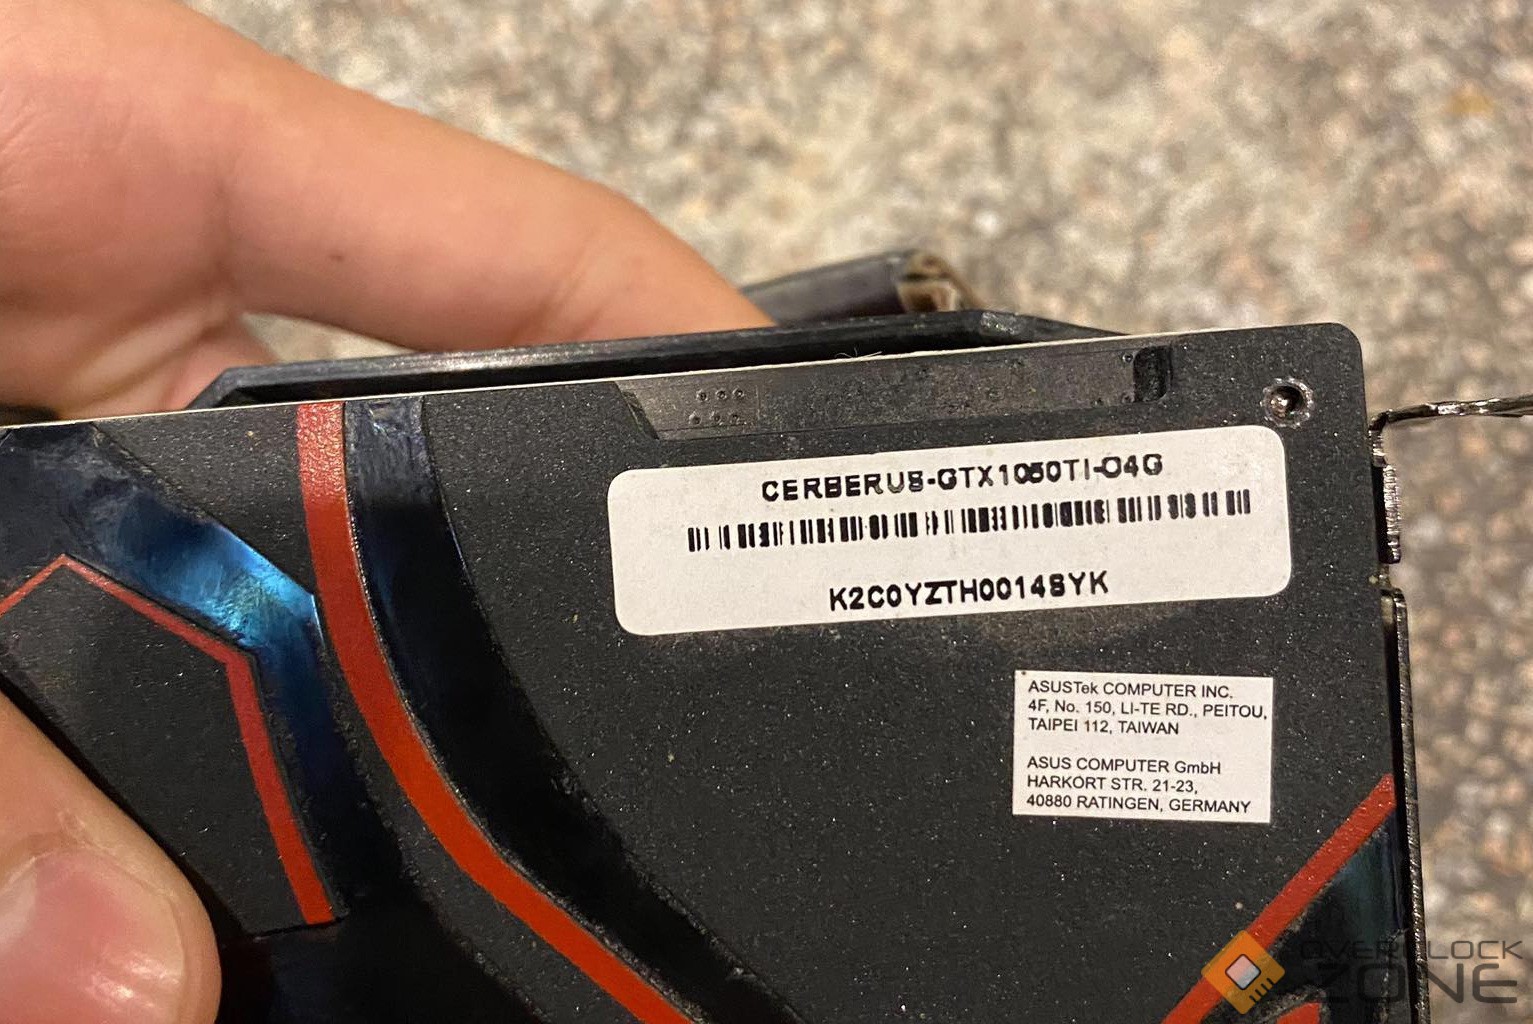 CERBERUS-GTX1050TI-O4G
K2C0YZTH00148YK
ASUSTek COMPUTER INC.
4F, No. 150, LI-TE RD., PEITOU,
TAIPEI 112, TAIWAN
ASUS COMPUTER GmbH
HARKORT STR. 21-23,
40880 RATINGEN, GERMANY
OVERCLOCK
ZONE